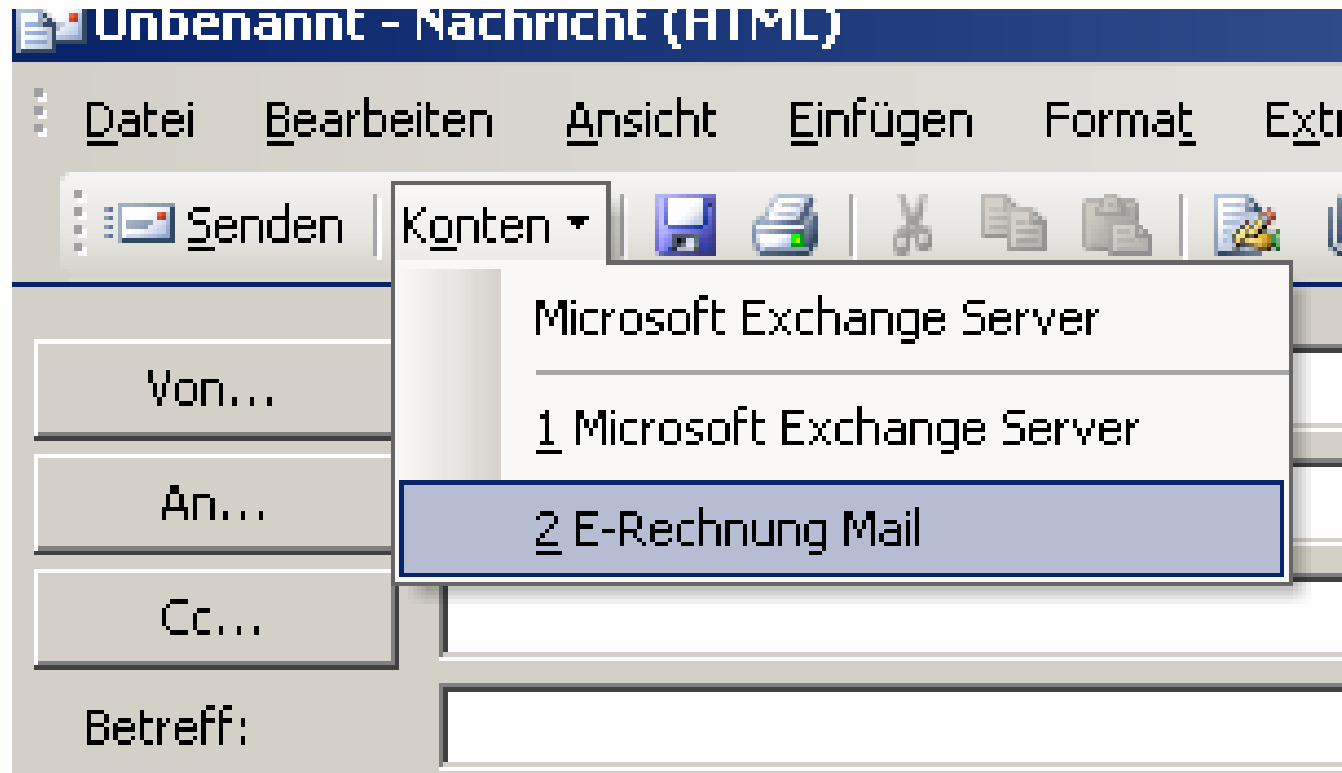 Unbenannt - Nachricht (HTML)
Datei Bearbeiten Ansicht Einfügen Format Extr
Senden Konten
Microsoft Exchange Server
Von...
1 Microsoft Exchange Server
An...
2 E-Rechnung Mail
Cc...
Betreff: